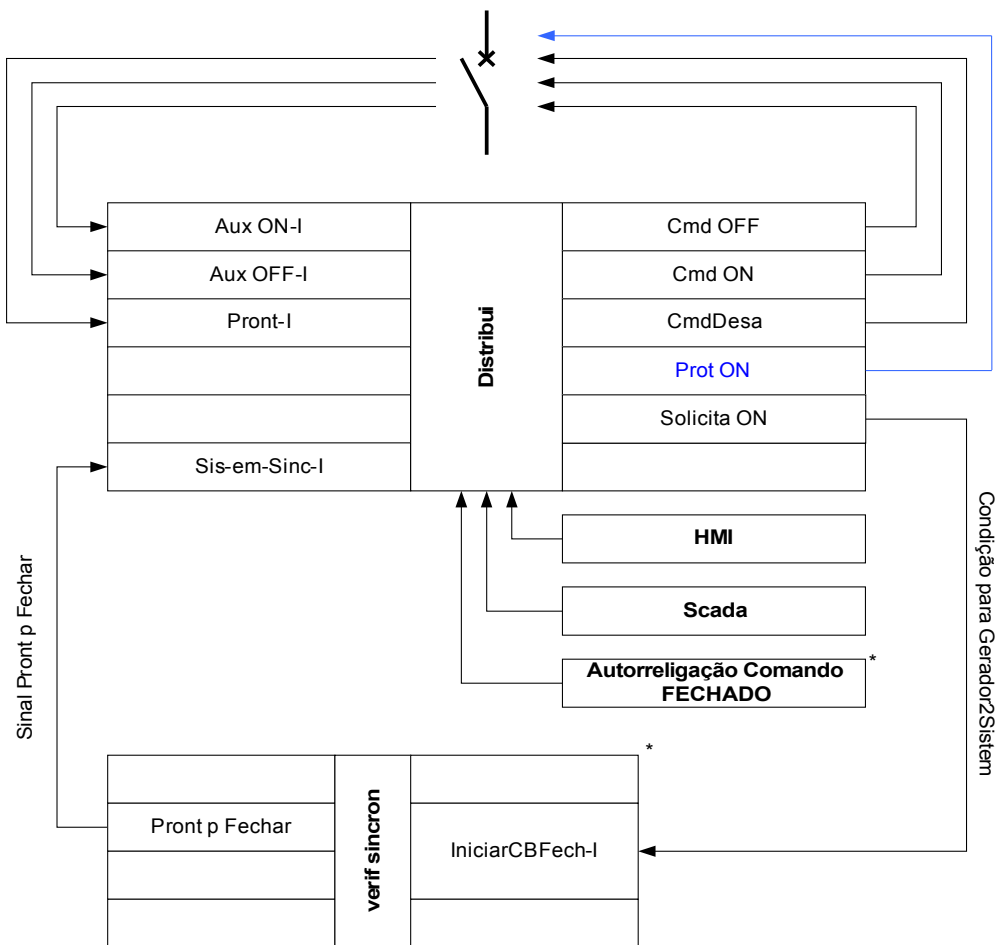 Aux ON-I
Aux OFF-I
Pront-I
Sis-em-Sinc-I
Distribui
Cmd OFF
Cmd ON
CmdDesa
Prot ON
Solicita ON
HMI
Scada
Autorreligação Comando
FECHADO
*
Sinal Pront p Fechar
Condição para Gerador2Sistem
*
Pront p Fechar
verif sincron
IniciarCBFech-I